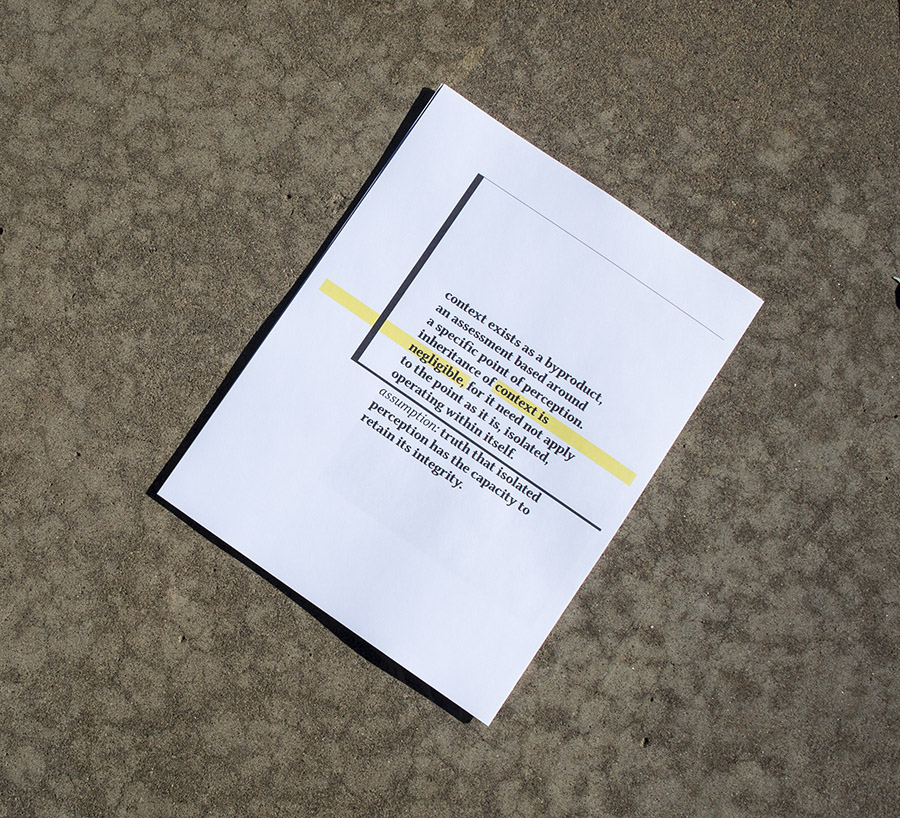 context exists as a byproduct,
an assessment based around
a specific point of perception.
inheritance of context is
negligible, for it need not apply
to the point as it is, isolated,
operating within itself.
assumption: truth that isolated
perception has the capacity to
retain its integrity.